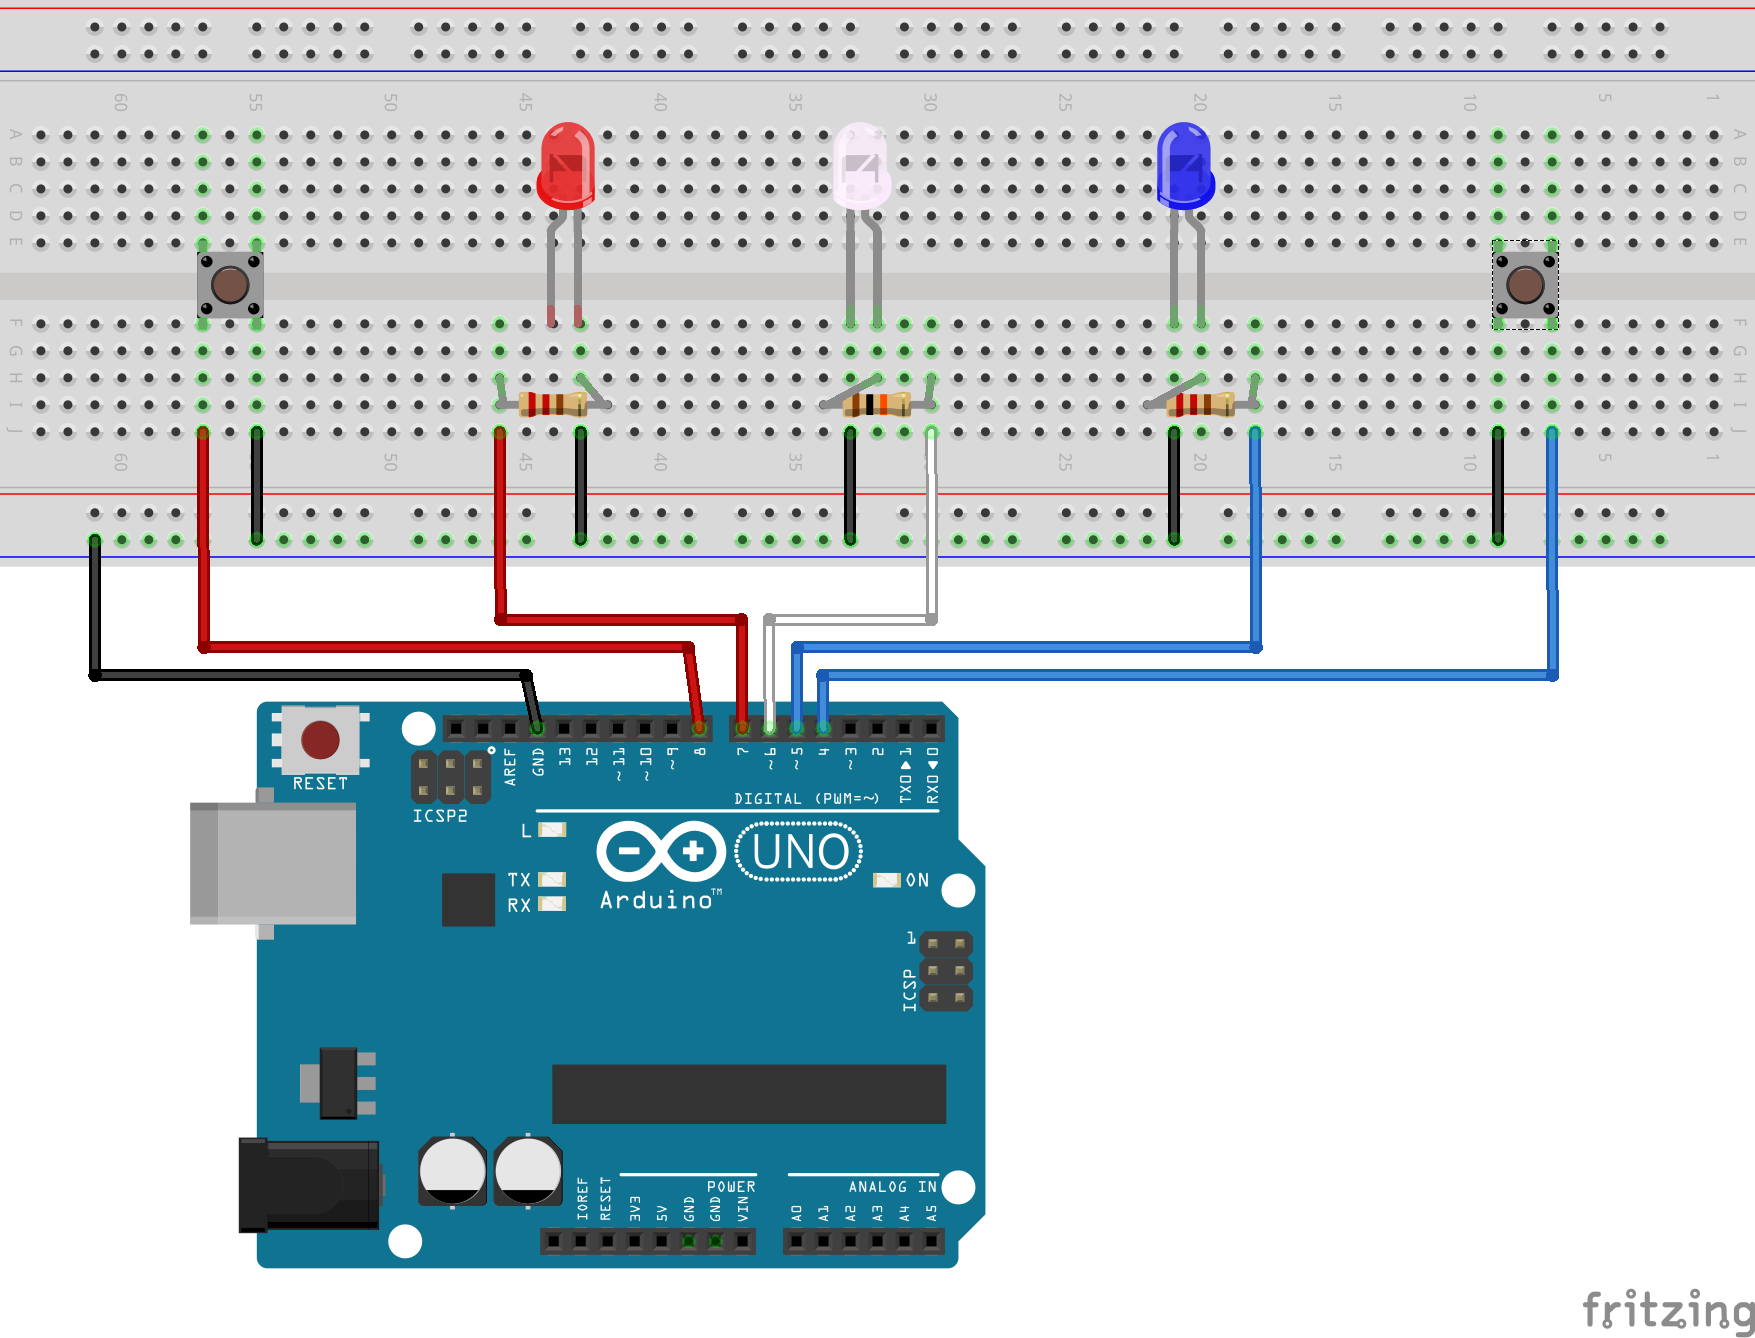 60 55 50 45 40 35 30 25 20 15 10 5 1
A A
B B
C C
D D
E E
F F
G G
H H
I I
J J
60 45 40 35 30 25 20 15 10 5 1
RESET
ICSP2
AREF
GND
13
12
~11
~10
~9
8
7
~6
~5
4
~3
2
TX0▶1
RX0◀0
DIGITAL (PWM=~)
L
TX
RX
UNO
Arduino™
ON
1
ICSP
POWER
ANALOG IN
IOREF
RESET
3V3
5V
GND
GND
VIN
A0
A1
A2
A3
A4
A5
fritzing